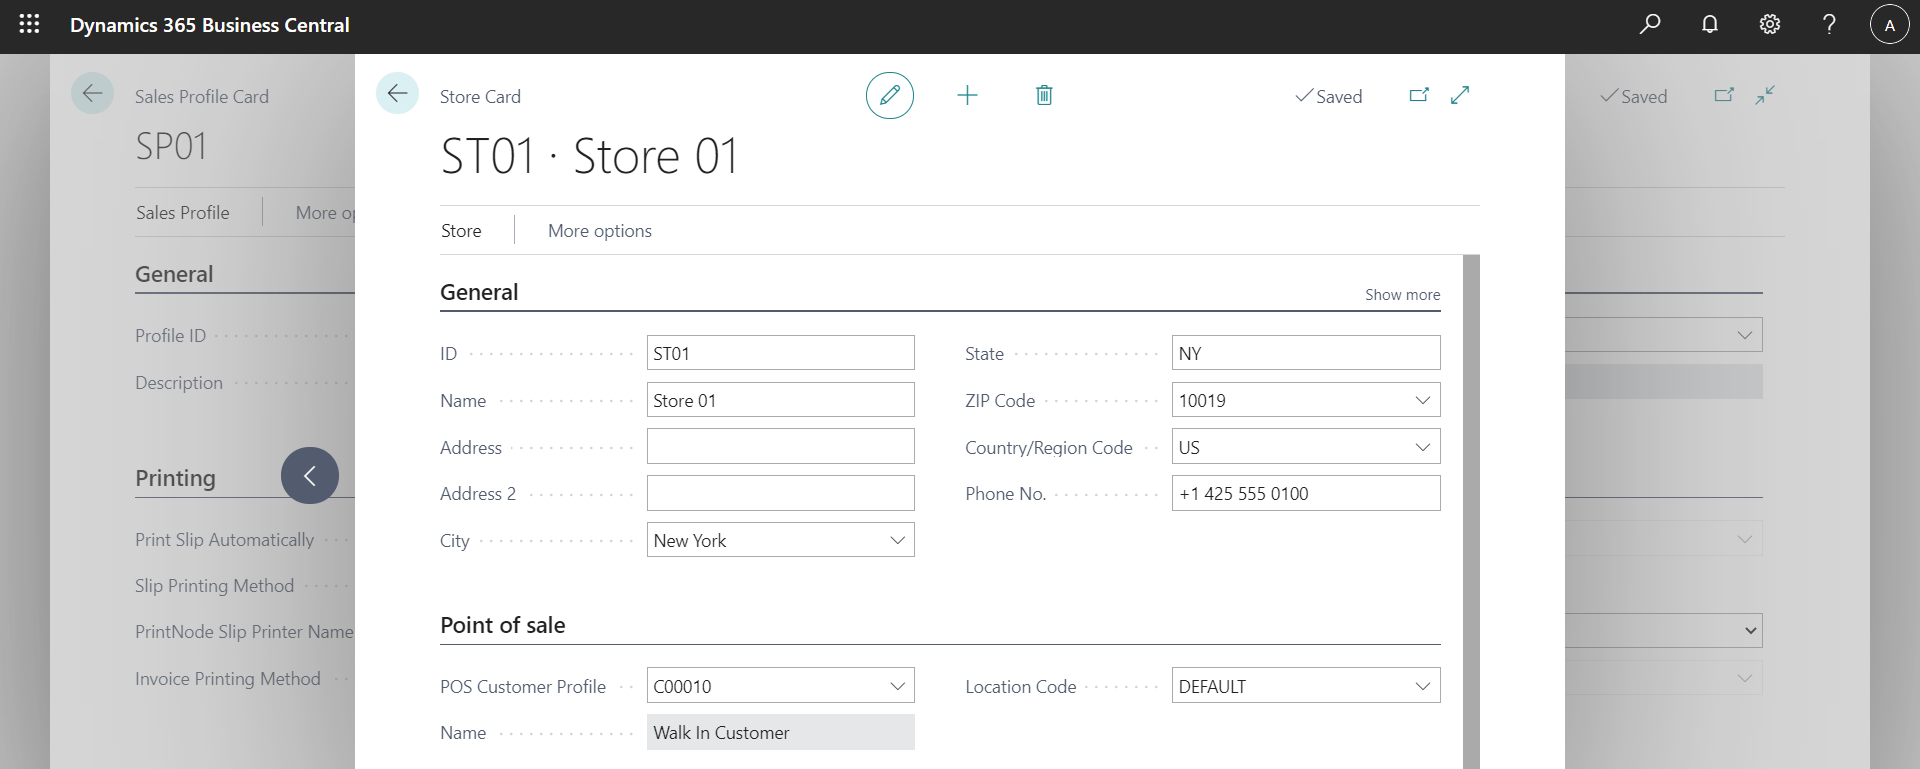 Dynamics 365 Business Central
A
Sales Profile Card
SP01
Sales Profile
More op
General
Profile ID
Description
Printing
Print Slip Automatically
Slip Printing Method
PrintNode Slip Printer Name
Invoice Printing Method
Saved
Store Card
Saved
ST01 · Store 01
Store
More options
General
Show more
ID
ST01
State
NY
Name
Store 01
ZIP Code
10019
Address
Country/Region Code
US
Address 2
Phone No.
+1 425 555 0100
City
New York
Point of sale
POS Customer Profile
C00010
Location Code
DEFAULT
Name
Walk In Customer